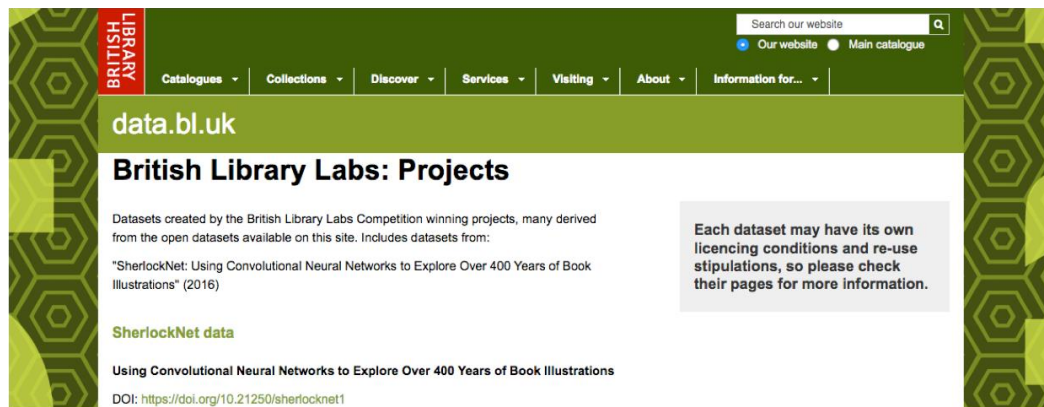 BRITISH LIBRARY
Search our website
Our website Main catalogue
Catalogues Collections Discover Services Visiting About Information for...
data.bl.uk
British Library Labs: Projects
Datasets created by the British Library Labs Competition winning projects, many derived
from the open datasets available on this site. Includes datasets from:
"SherlockNet: Using Convolutional Neural Networks to Explore Over 400 Years of Book
Illustrations" (2016)
Each dataset may have its own
licencing conditions and re-use
stipulations, so please check
their pages for more information.
SherlockNet data
Using Convolutional Neural Networks to Explore Over 400 Years of Book Illustrations
DOI: https://doi.org/10.21250/sherlocknet1